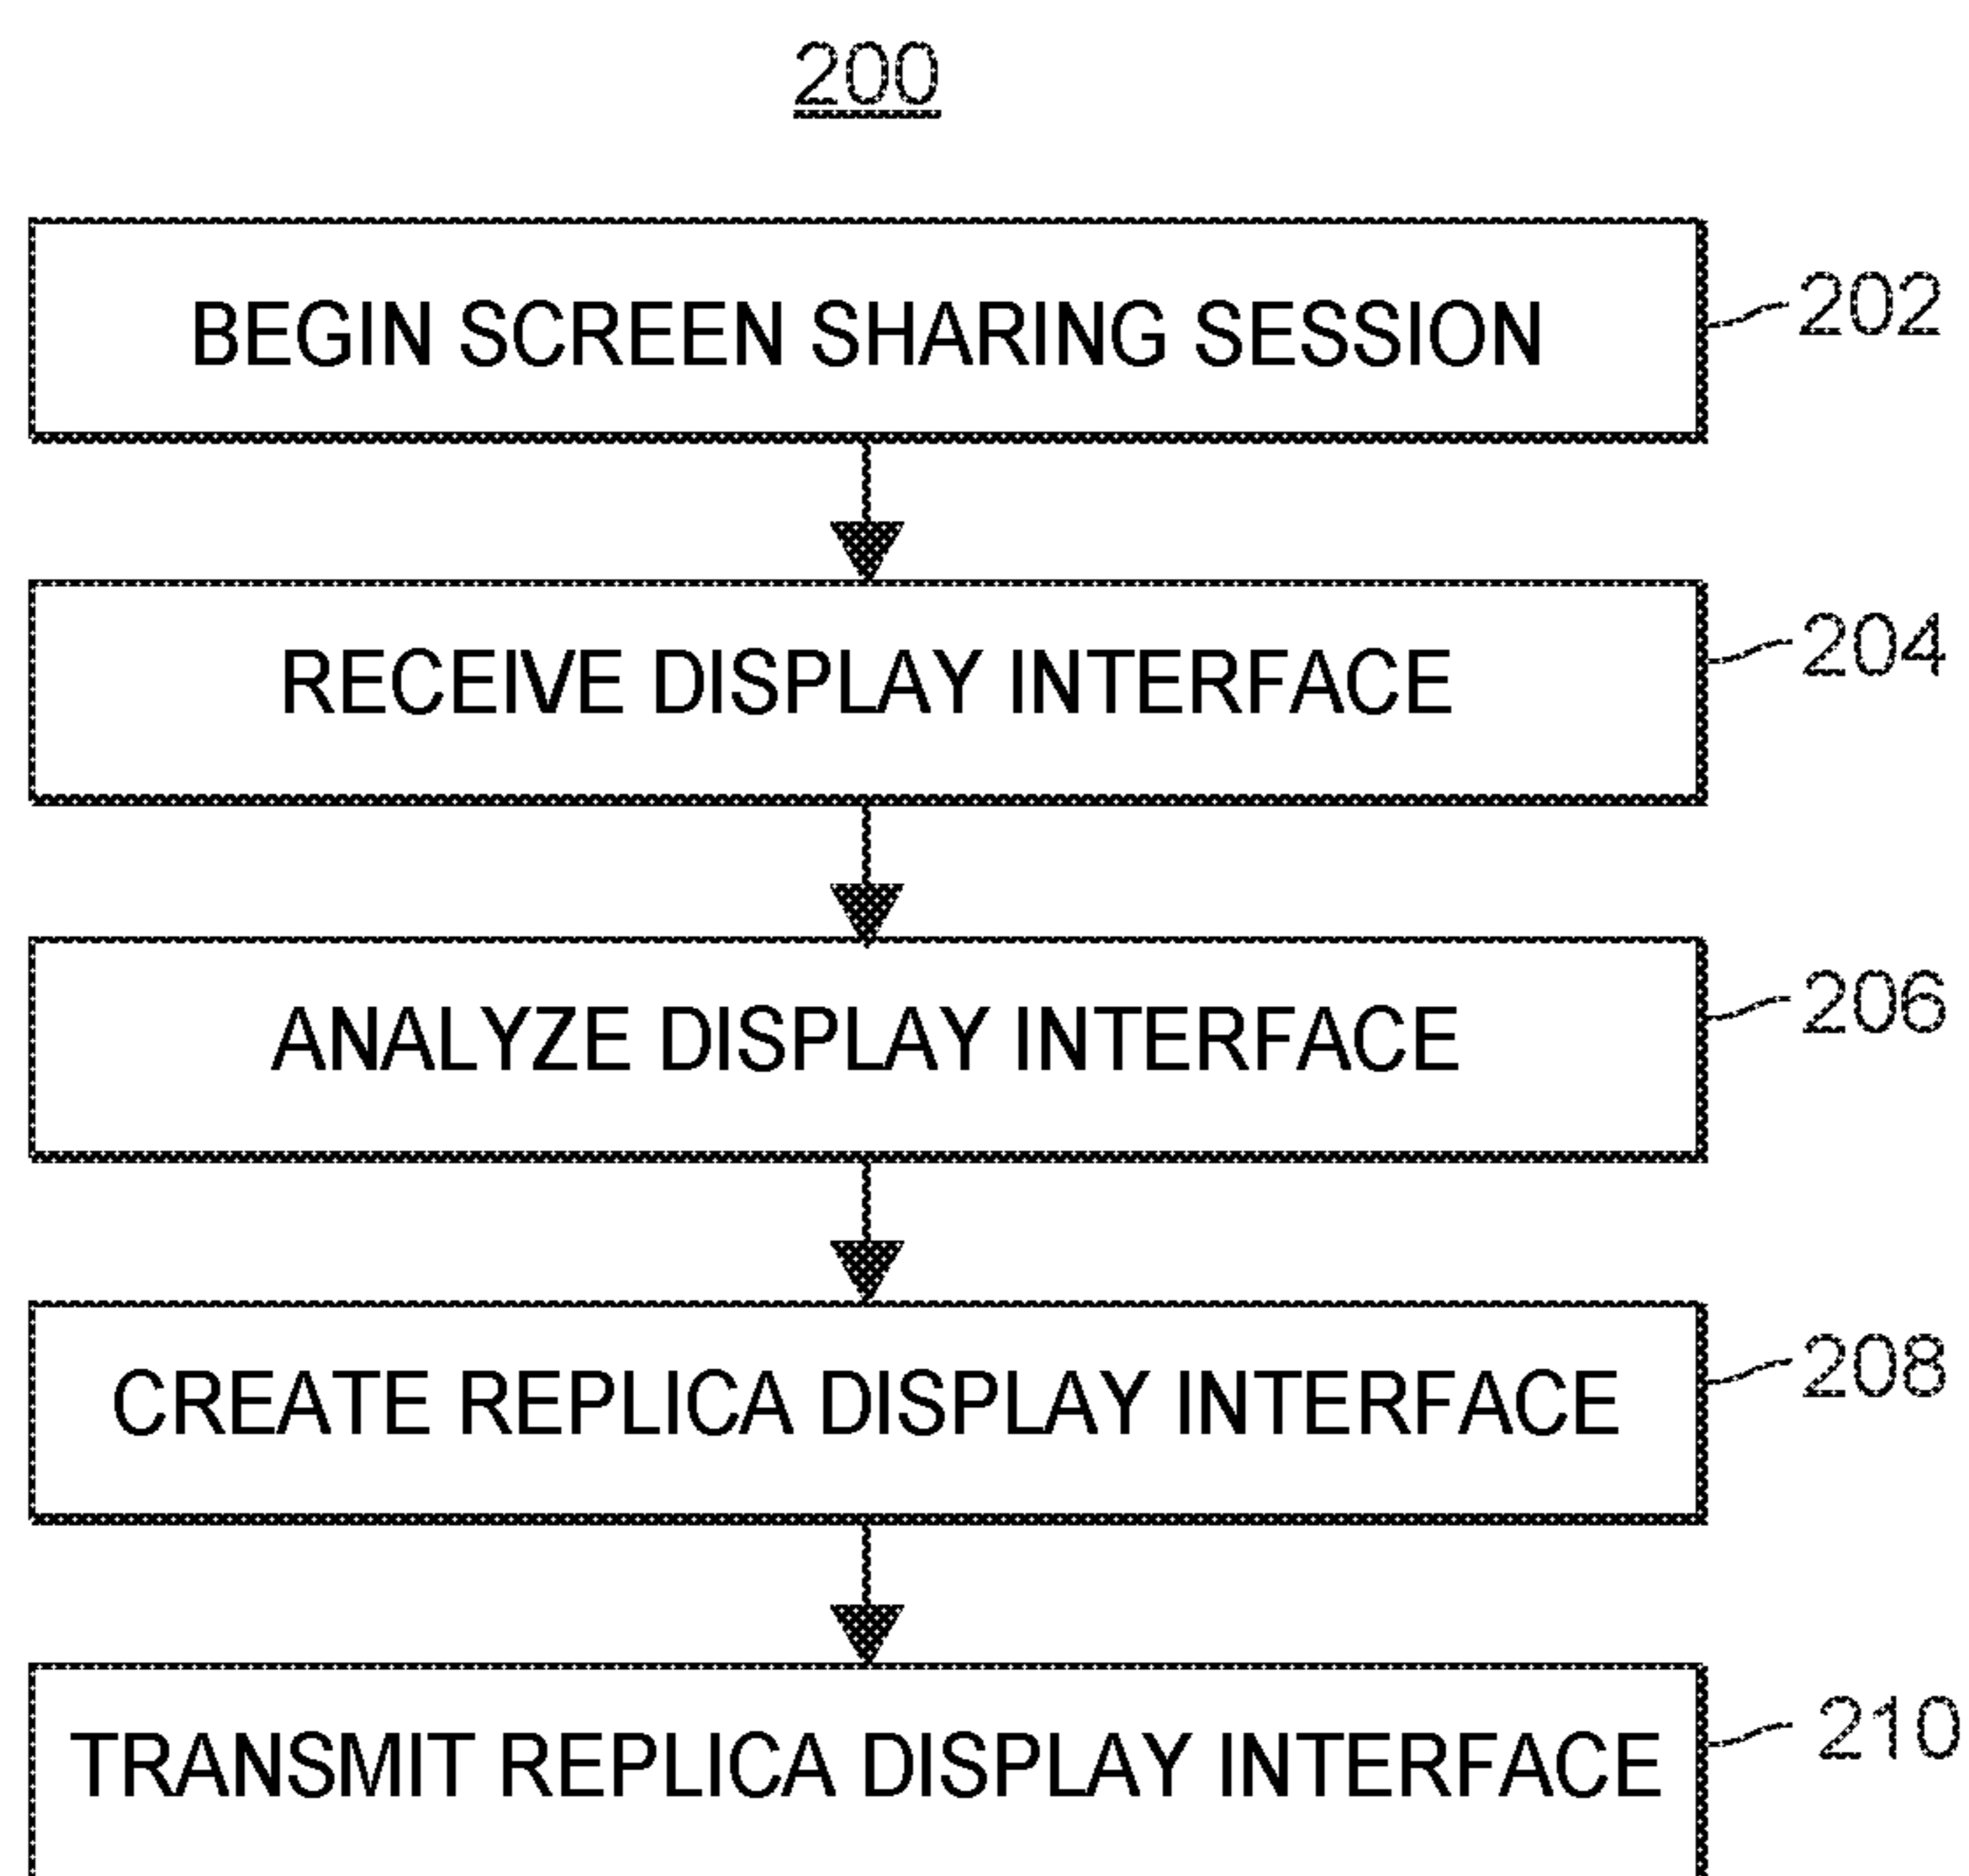 200
BEGIN SCREEN SHARING SESSION
202
RECEIVE DISPLAY INTERFACE
204
ANALYZE DISPLAY INTERFACE
206
CREATE REPLICA DISPLAY INTERFACE
208
TRANSMIT REPLICA DISPLAY INTERFACE
210